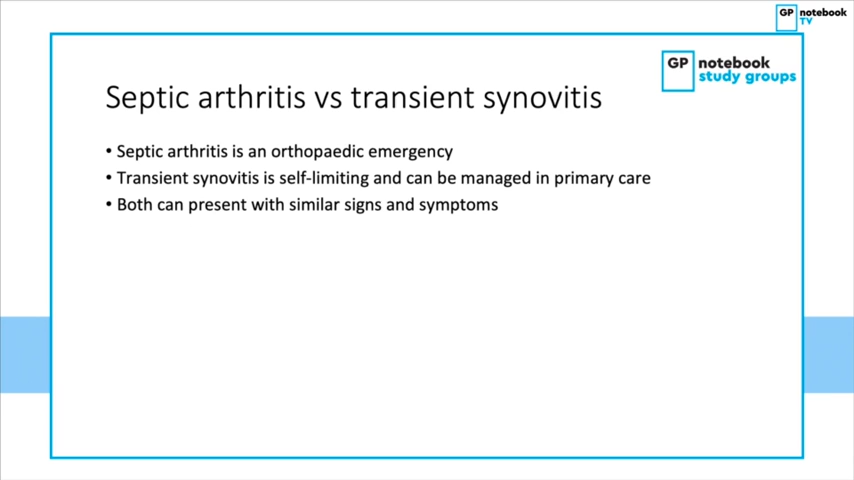 GP notebook
TV
GP notebook
study groups
Septic arthritis vs transient synovitis
• Septic arthritis is an orthopaedic emergency
• Transient synovitis is self-limiting and can be managed in primary care
• Both can present with similar signs and symptoms